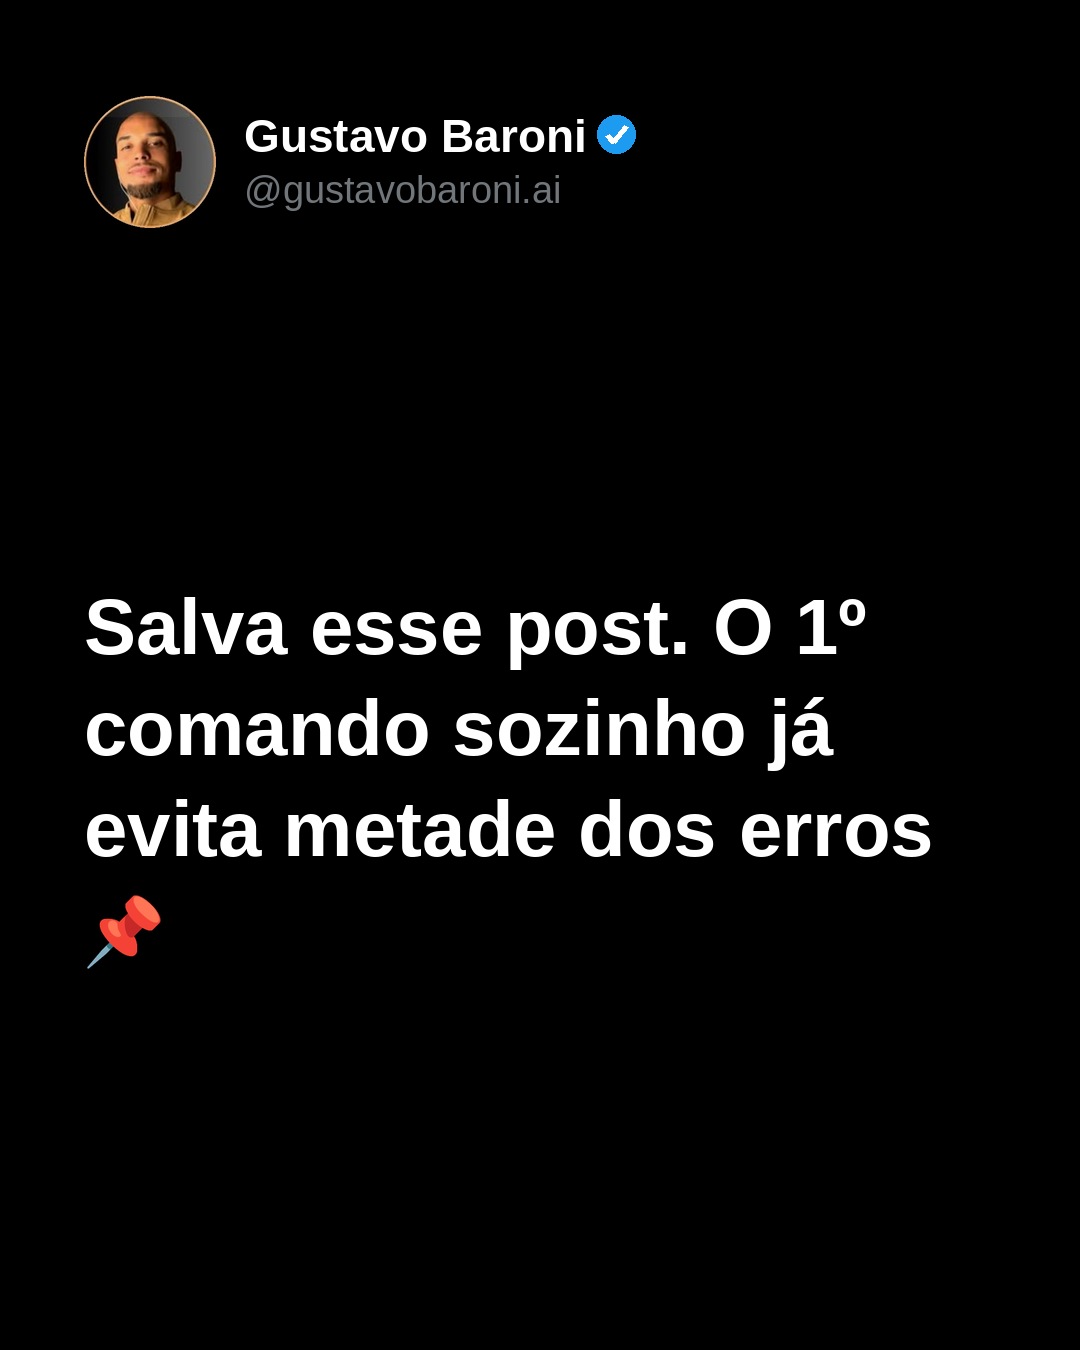 Gustavo Baroni
@gustavobaroni.ai
Salva esse post. O 1º
comando sozinho já
evita metade dos erros
📌